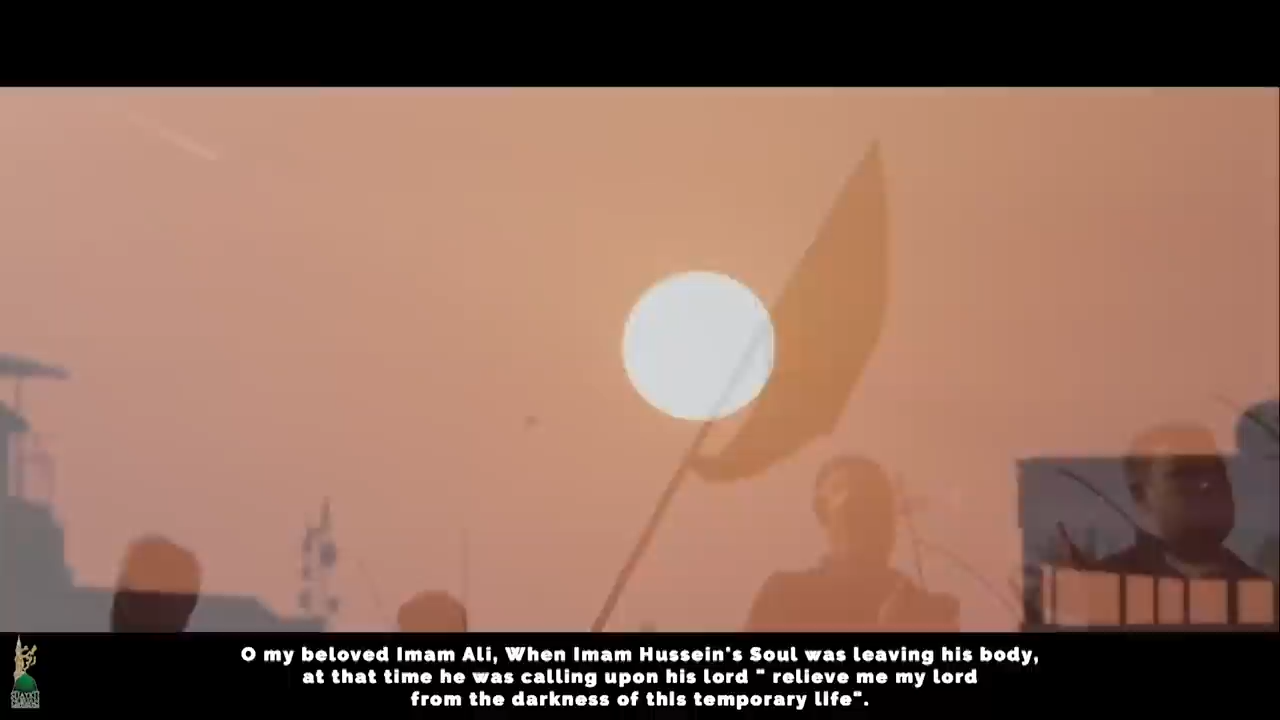 O my beloved Imam Ali, When Imam Hussein's Soul was leaving his body,
at that time he was calling upon his lord " relieve me my lord
from the darkness of this temporary life".